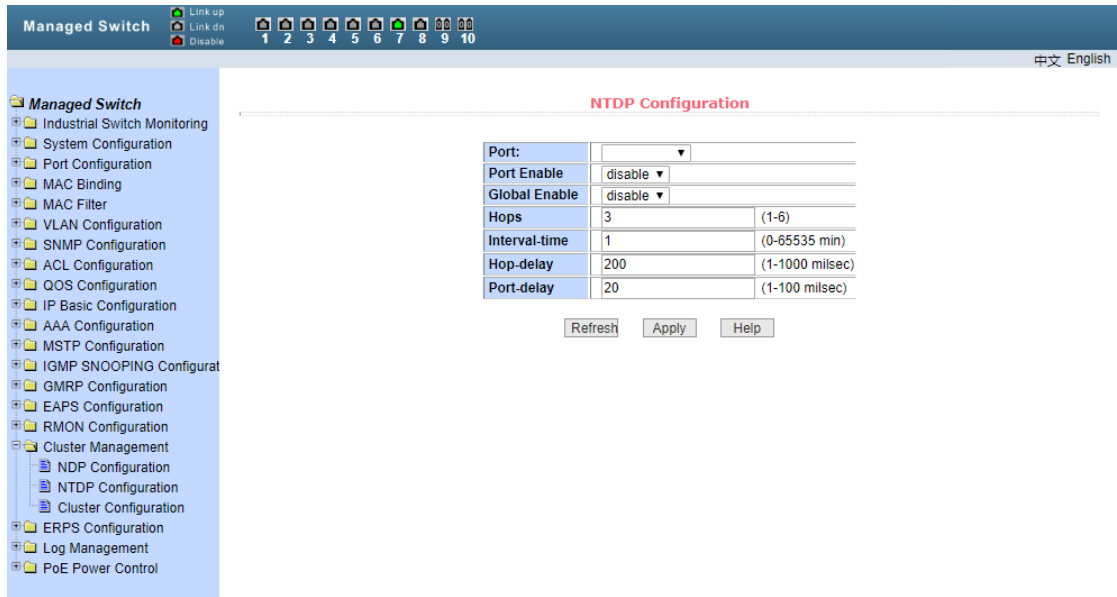 Managed Switch
Link up
Link dn
Disable
1 2 3 4 5 6 7 8 9 10
中文 English
Managed Switch
Industrial Switch Monitoring
System Configuration
Port Configuration
MAC Binding
MAC Filter
VLAN Configuration
SNMP Configuration
ACL Configuration
QOS Configuration
IP Basic Configuration
AAA Configuration
MSTP Configuration
IGMP SNOOPING Configurat
GMRP Configuration
EAPS Configuration
RMON Configuration
Cluster Management
NDP Configuration
NTDP Configuration
Cluster Configuration
ERPS Configuration
Log Management
PoE Power Control
NTDP Configuration
Port:
Port Enable disable
Global Enable disable
Hops 3 (1-6)
Interval-time 1 (0-65535 min)
Hop-delay 200 (1-1000 milsec)
Port-delay 20 (1-100 milsec)
Refresh Apply Help